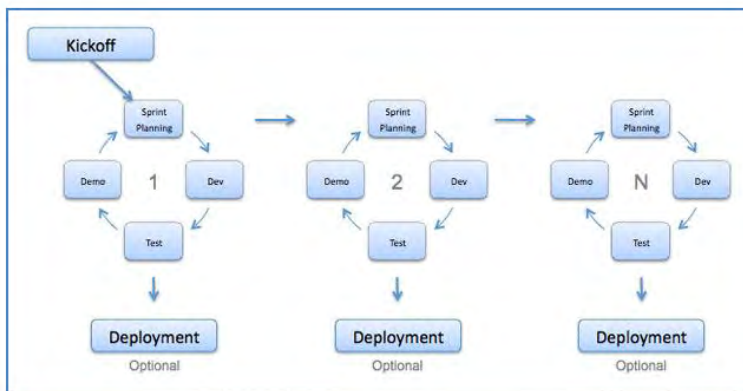 Kickoff
Sprint
Planning
Demo
1
Dev
Test
Deployment
Optional
Sprint
Planning
Demo
2
Dev
Test
Deployment
Optional
Sprint
Planning
Demo
N
Dev
Test
Deployment
Optional